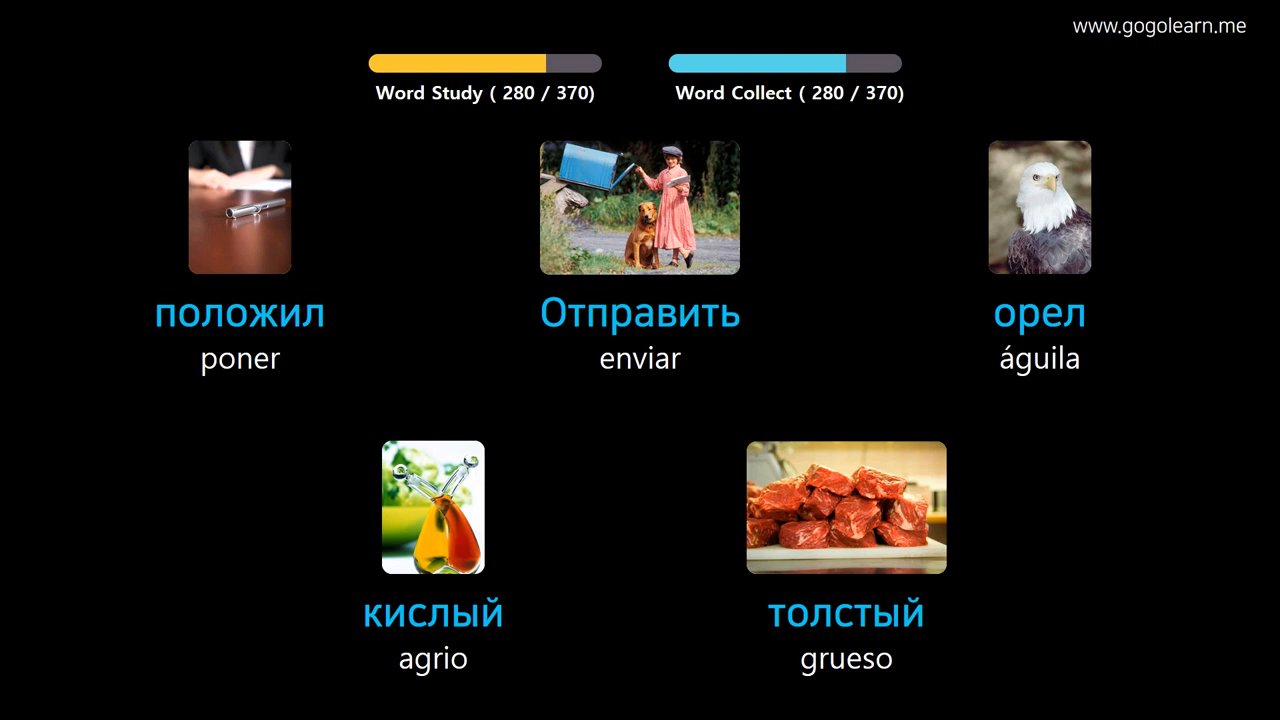 www.gogolearn.me
Word Study ( 280 / 370)
Word Collect ( 280 / 370)
положил
poner
Отправить
enviar
орел
águila
кислый
agrio
толстый
grueso